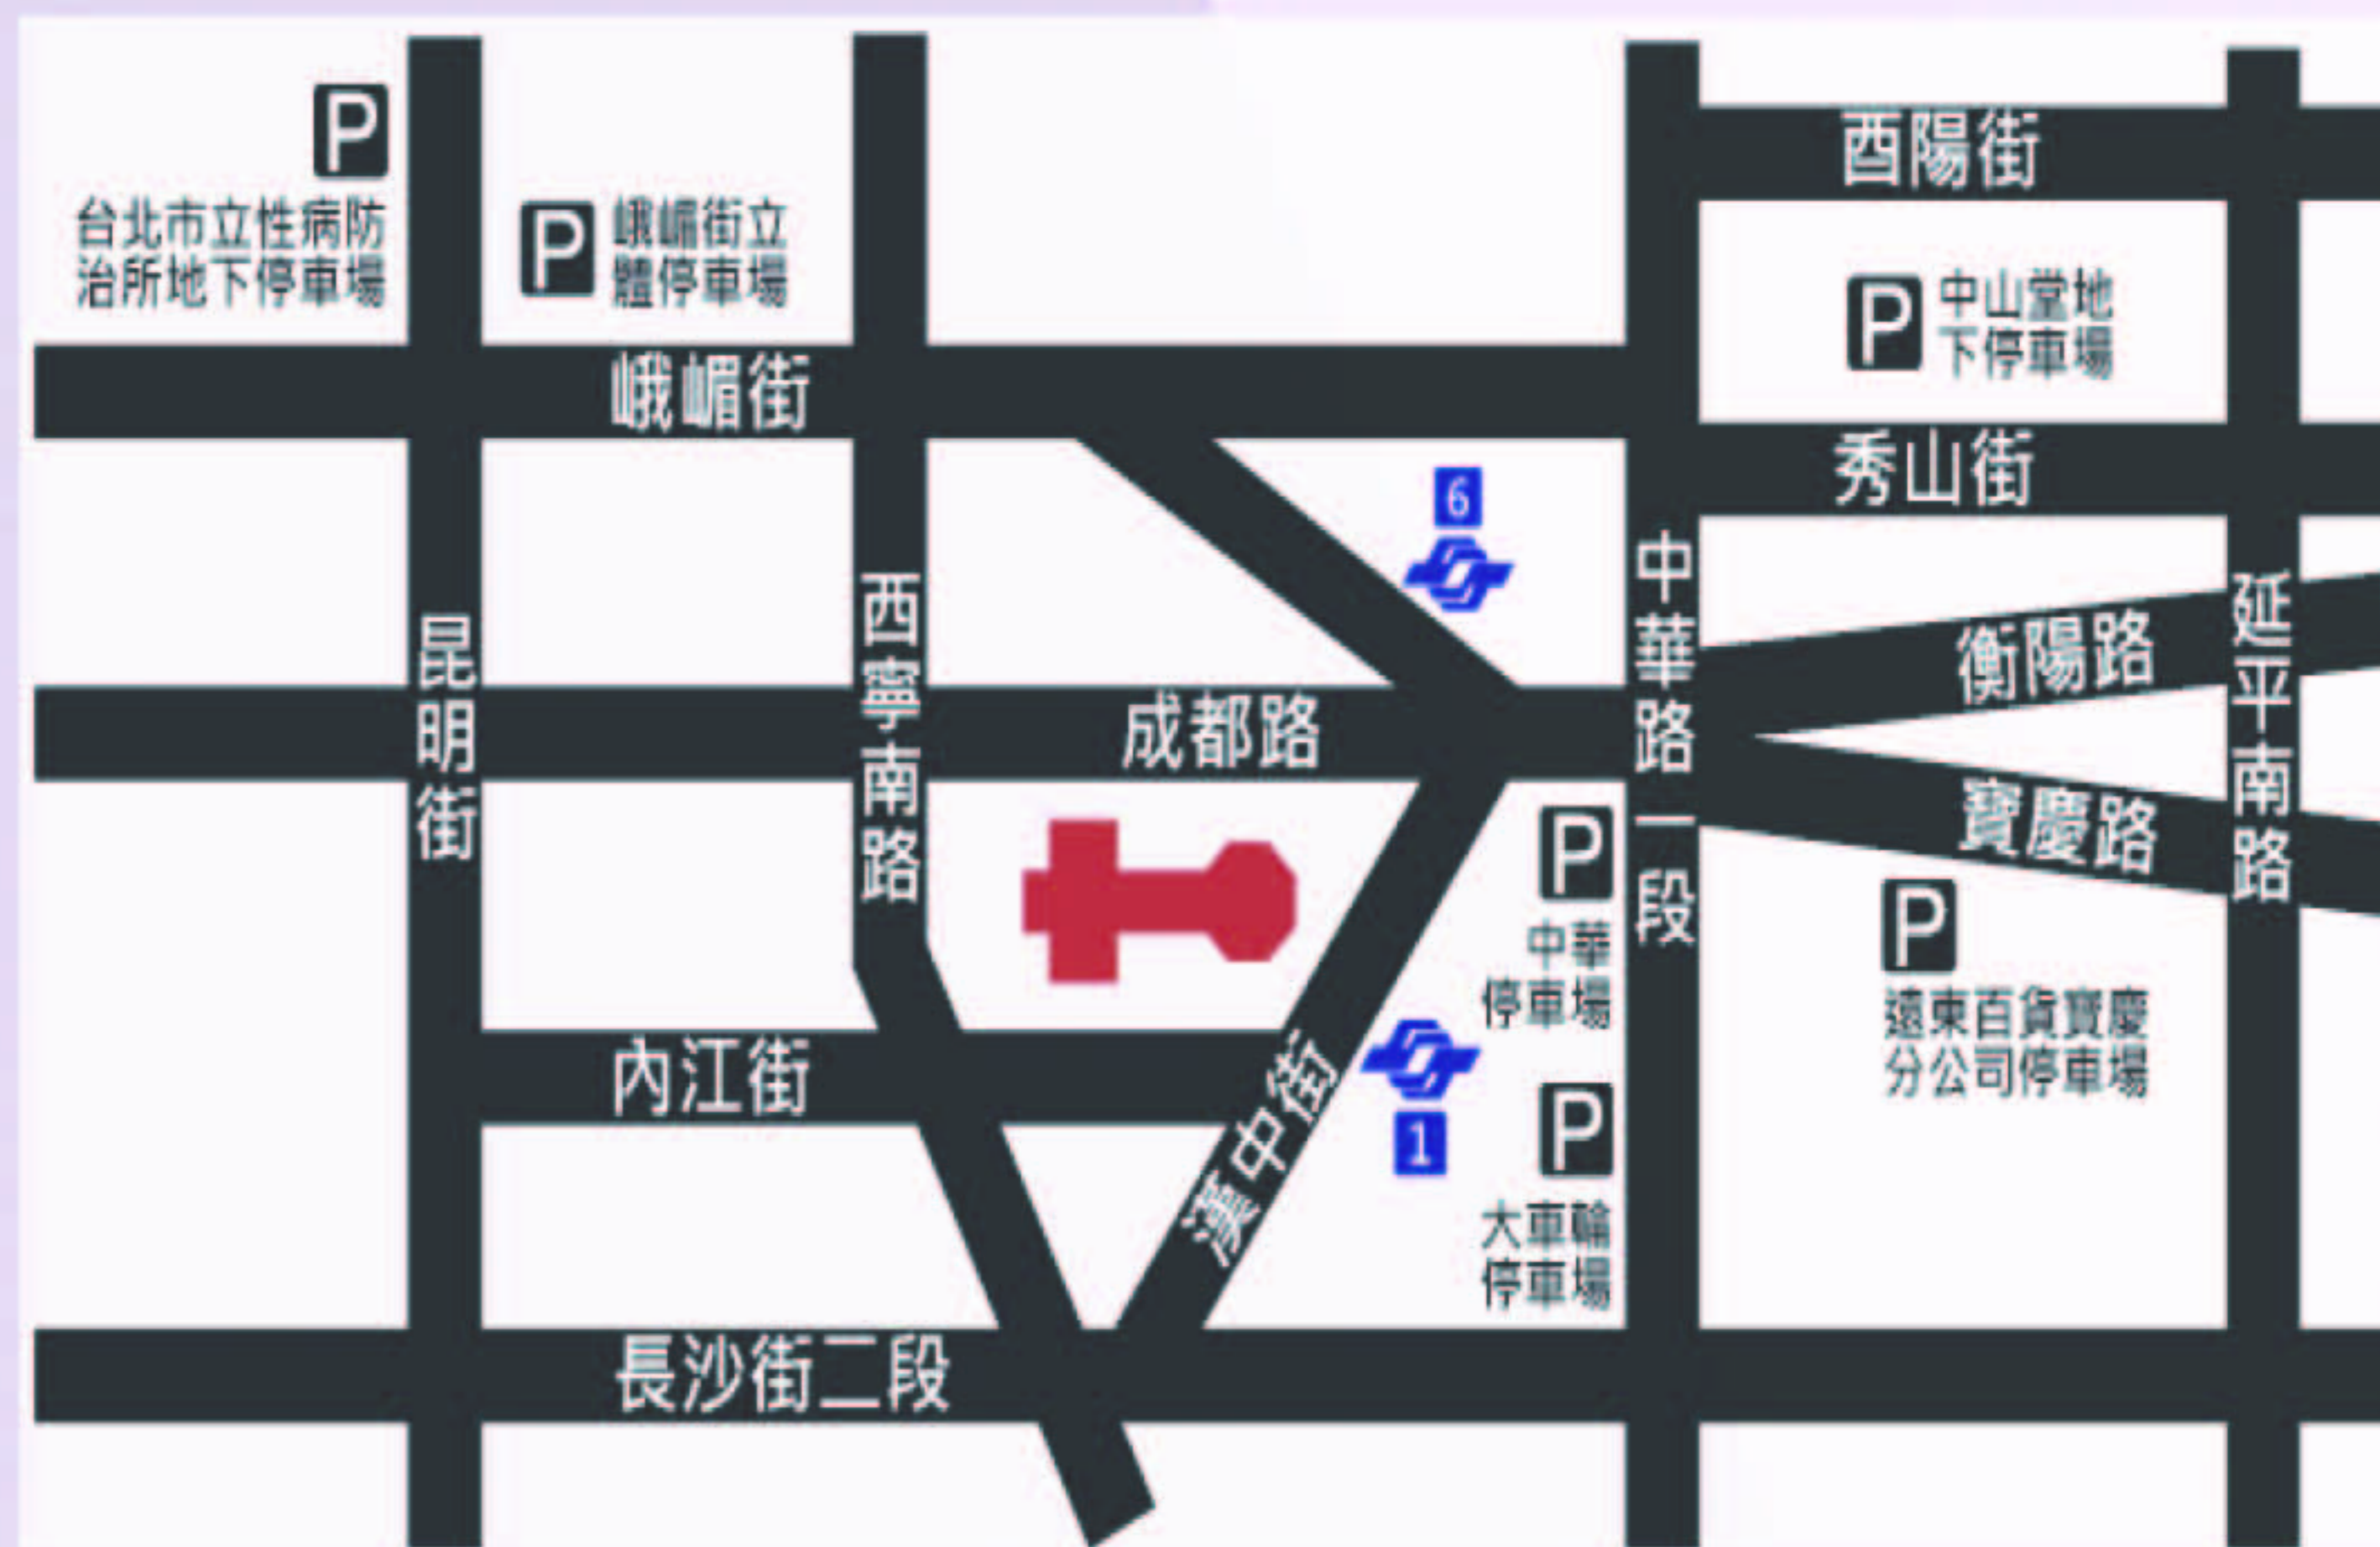 P
台北市立性病防
治所地下停車場
P
峨嵋街立
體停車場
酉陽街
P
中山堂地
下停車場
峨嵋街
秀山街
6
昆明街
西寧南路
成都路
中華路一段
衡陽路
延平南路
寶慶路
P
中華
停車場
P
遠東百貨寶慶
分公司停車場
內江街
漢中街
1
P
大車輪
停車場
長沙街二段